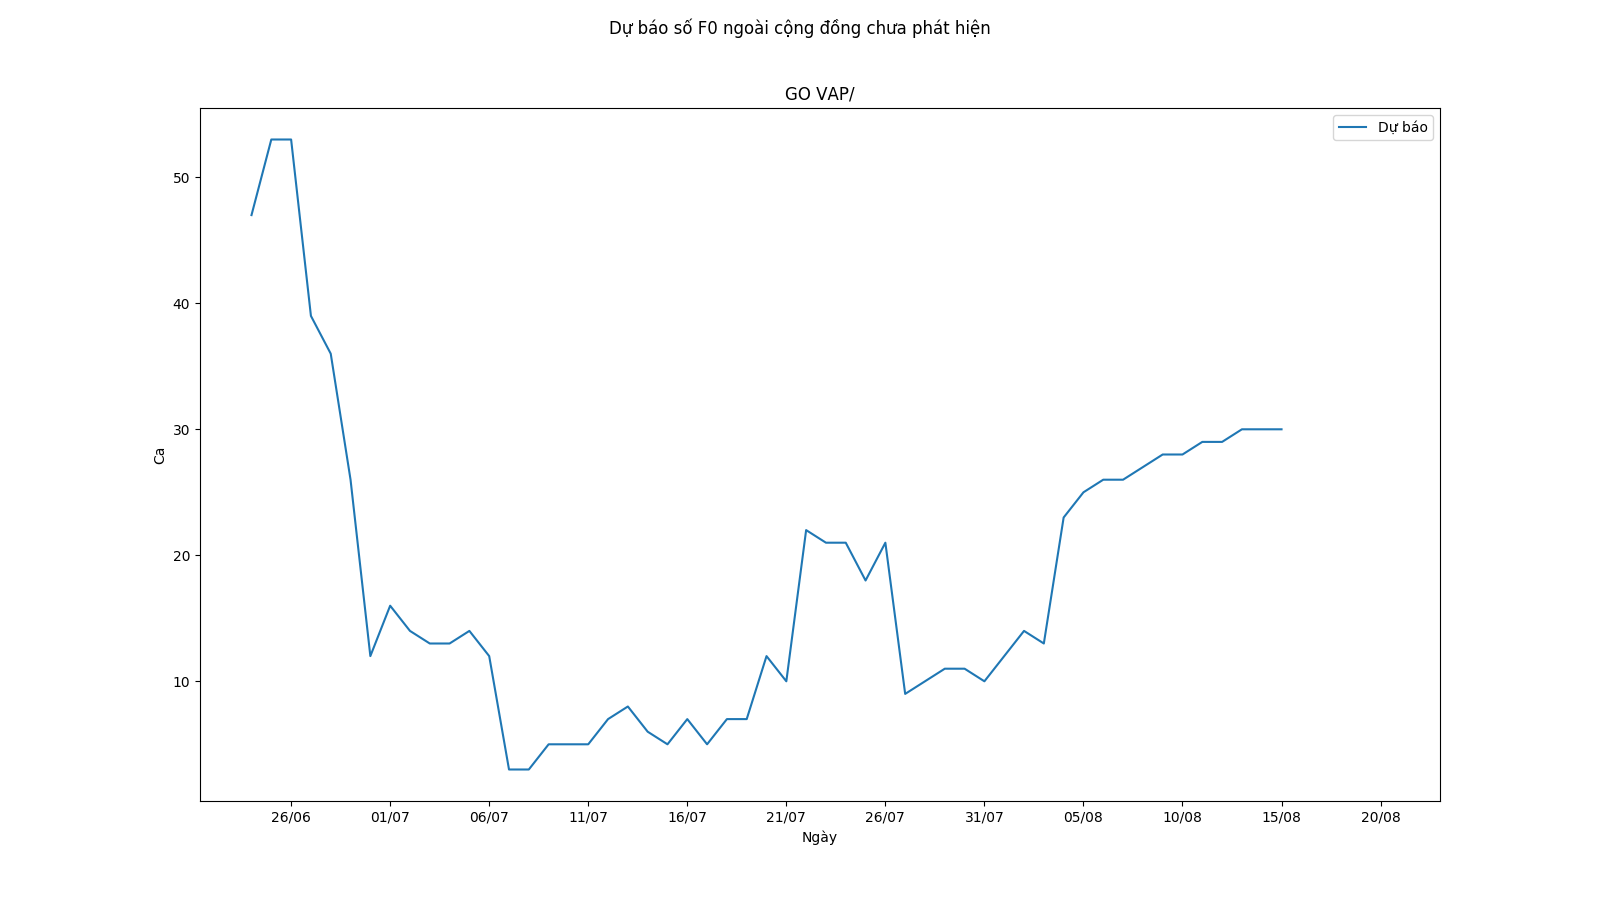 Dự báo số F0 ngoài cộng đồng chưa phát hiện
GO VAP/
Dự báo
50
40
30
20
10
Ca
26/06 01/07 06/07 11/07 16/07 21/07 26/07 31/07 05/08 10/08 15/08 20/08
Ngày